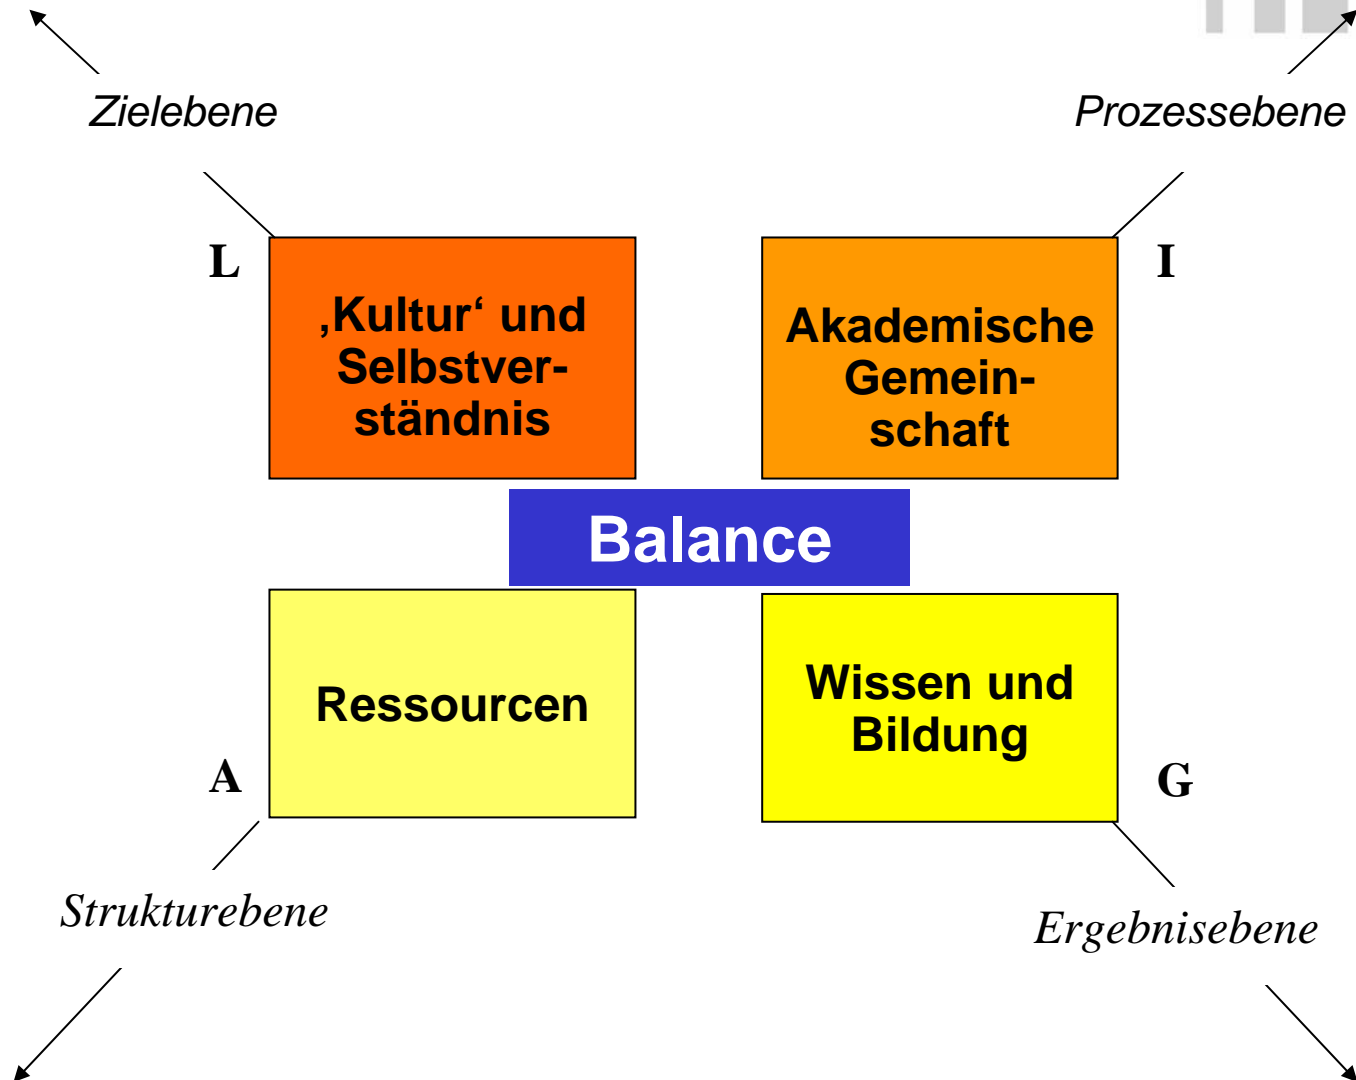 Zielebene
Prozessebene
L
I
‚Kultur‘ und
Selbstver-
ständnis
Akademische
Gemein-
schaft
Balance
Ressourcen
Wissen und
Bildung
A
G
Strukturebene
Ergebnisebene